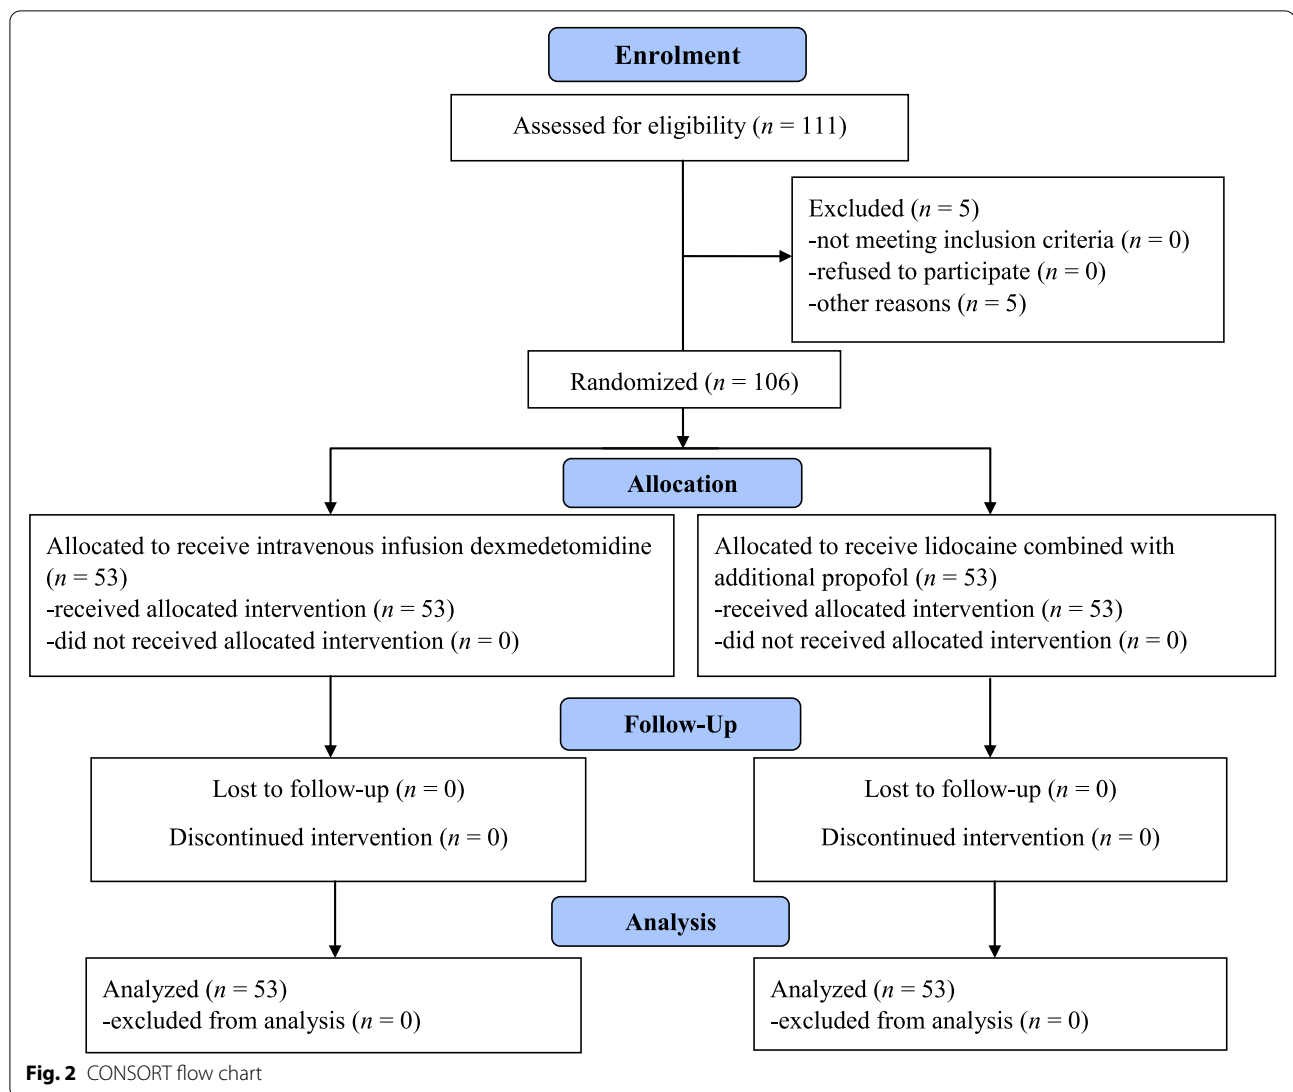 Enrolment
Assessed for eligibility (n = 111)
Excluded (n = 5)
-not meeting inclusion criteria (n = 0)
-refused to participate (n = 0)
-other reasons (n = 5)
Randomized (n = 106)
Allocation
Allocated to receive intravenous infusion dexmedetomidine
(n = 53)
-received allocated intervention (n = 53)
-did not received allocated intervention (n = 0)
Allocated to receive lidocaine combined with
additional propofol (n = 53)
-received allocated intervention (n = 53)
-did not received allocated intervention (n = 0)
Follow-Up
Lost to follow-up (n = 0)
Discontinued intervention (n = 0)
Lost to follow-up (n = 0)
Discontinued intervention (n = 0)
Analysis
Analyzed (n = 53)
-excluded from analysis (n = 0)
Analyzed (n = 53)
-excluded from analysis (n = 0)
Fig. 2 CONSORT flow chart